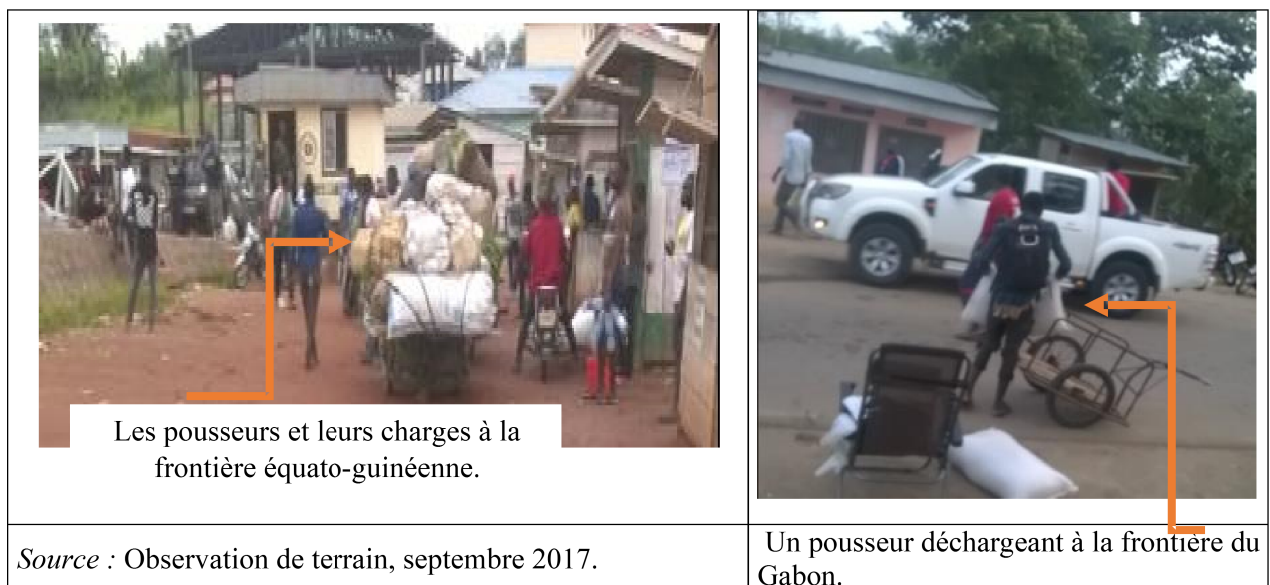 Les pousseurs et leurs charges à la
frontière équato-guinéenne.
Source : Observation de terrain, septembre 2017.
Un pousseur déchargeant à la frontière du
Gabon.